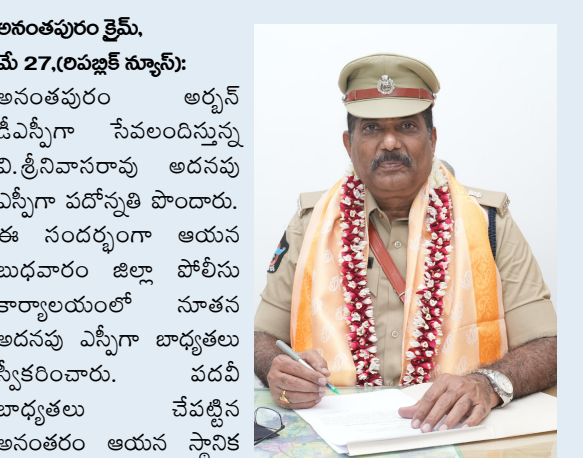 అనంతపురం క్రైమ్,
మే 27,(రిపబ్లిక్ న్యూస్):
అనంతపురం అర్బన్
డీఎస్పీగా సేవలందిస్తున్న
వి.శ్రీనివాసరావు అదనపు
ఎస్పీగా పదోన్నతి పొందారు.
ఈ సందర్భంగా ఆయన
బుధవారం జిల్లా పోలీసు
కార్యాలయంలో నూతన
అదనపు ఎస్పీగా బాధ్యతలు
స్వీకరించారు. పదవీ
బాధ్యతలు చేపట్టిన
అనంతరం ఆయన స్థానిక